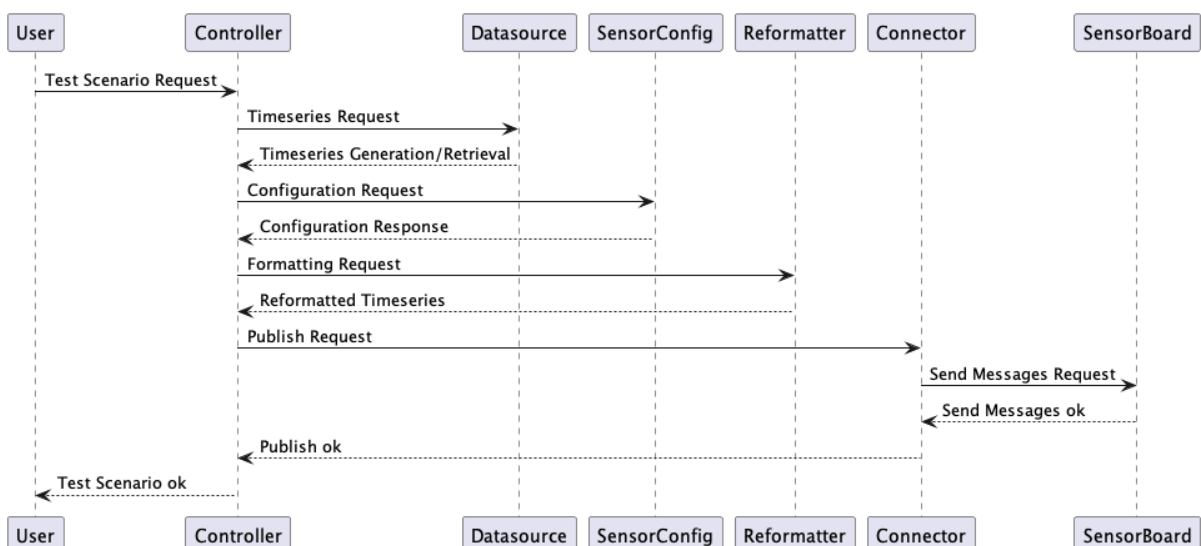 User Controller Datasource SensorConfig Reformatter Connector SensorBoard
Test Scenario Request
Timeseries Request
Timeseries Generation/Retrieval
Configuration Request
Configuration Response
Formatting Request
Reformatted Timeseries
Publish Request
Send Messages Request
Send Messages ok
Publish ok
Test Scenario ok
User Controller Datasource SensorConfig Reformatter Connector SensorBoard